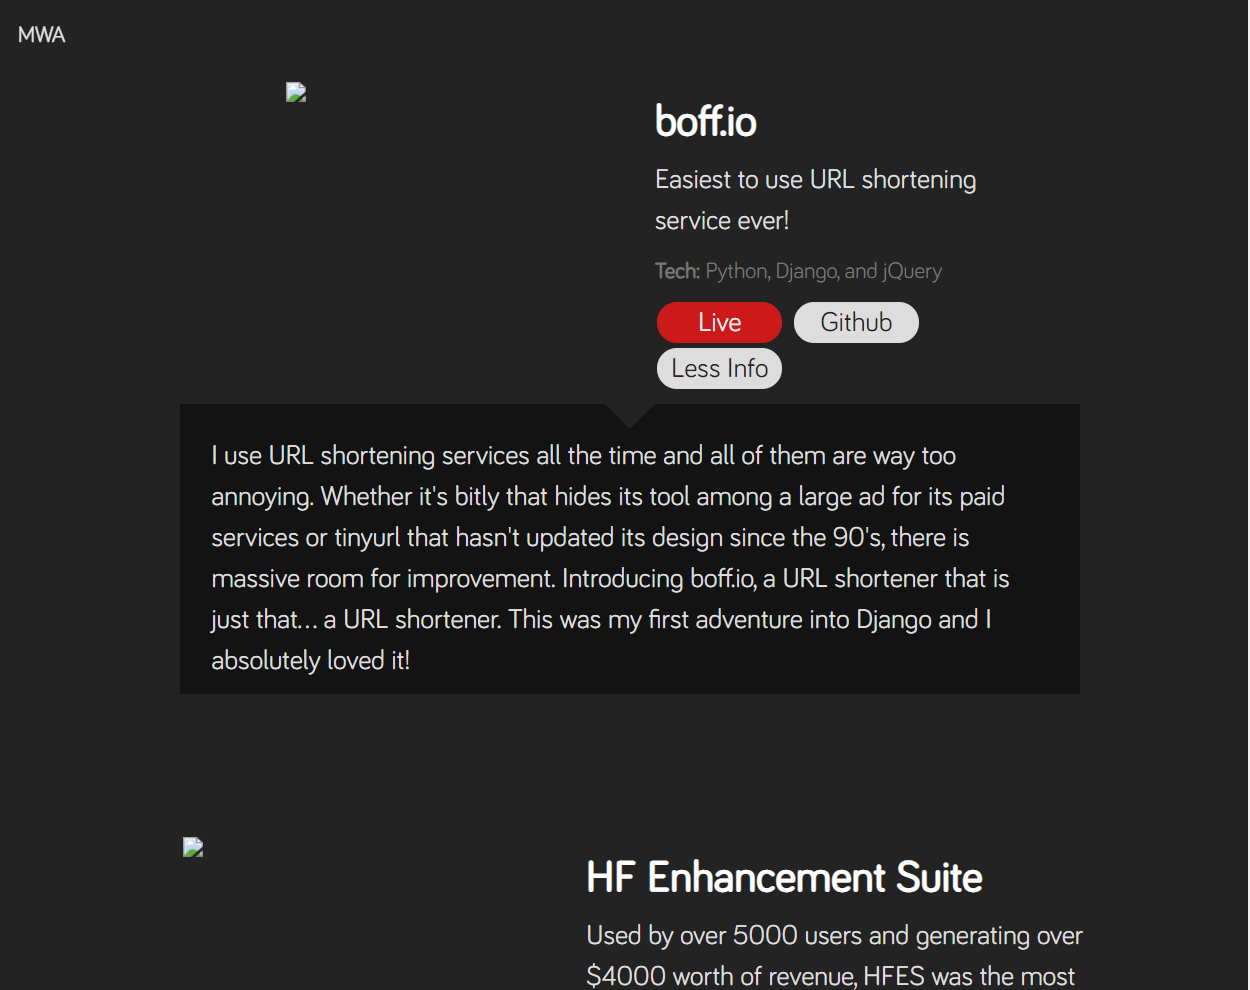 MWA
boff.io
Easiest to use URL shortening
service ever!
Tech: Python, Django, and jQuery
Live
Github
Less Info
I use URL shortening services all the time and all of them are way too
annoying. Whether it's bitly that hides its tool among a large ad for its paid
services or tinyurl that hasn't updated its design since the 90's, there is
massive room for improvement. Introducing boff.io, a URL shortener that is
just that... a URL shortener. This was my first adventure into Django and I
absolutely loved it!
HF Enhancement Suite
Used by over 5000 users and generating over
$4000 worth of revenue, HFES was the most